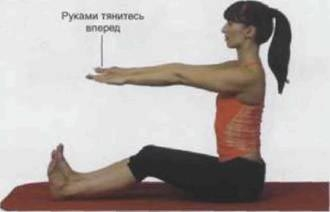 Руками тянитесь
вперед